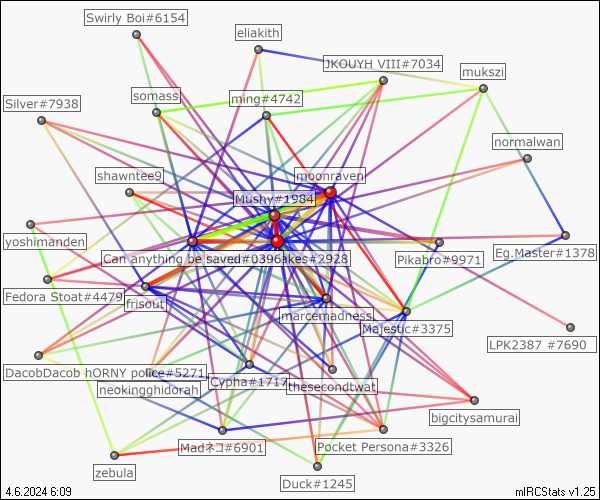 Swirly Boi#6154
eliakith
JKOUYH VIII#7034
mukszi
somass
ming#4742
Silver#7938
normalwan
shawntee9
moonraven
Mushy#1984
yoshimanden
Can anything be saved#0396akes#2928
Pikabro#9971
Eg.Master#1378
Fedora Stoat#4479
frisout
marcemadness
Majestic#3375
LPK2387 #7690
DacobDacob hORNY police#5271
neokingghidorah
Cypha#1717
thesecondtwat
bigcitysamurai
Madネコ#6901
Pocket Persona#3326
zebula
Duck#1245
4.6.2024 6:09
mIRCStats v1.25